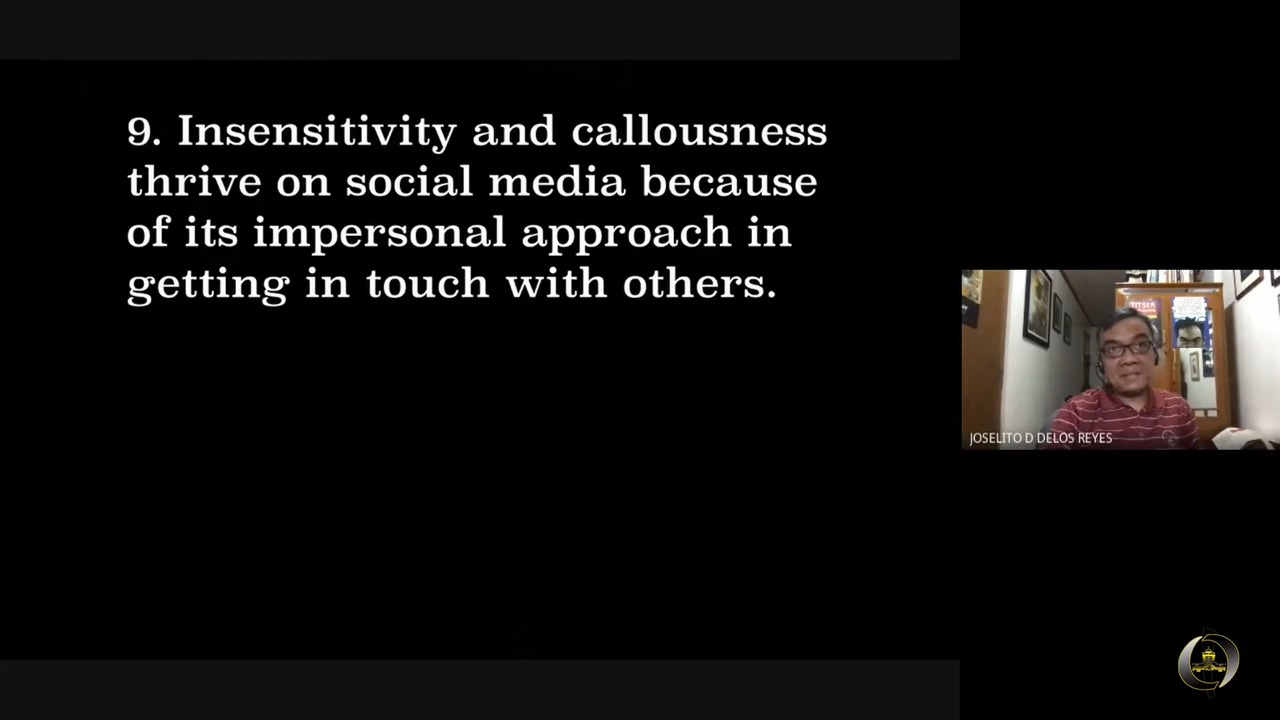 9. Insensitivity and callousness
thrive on social media because
of its impersonal approach in
getting in touch with others.
TITSER
JOSELITO D DELOS REYES